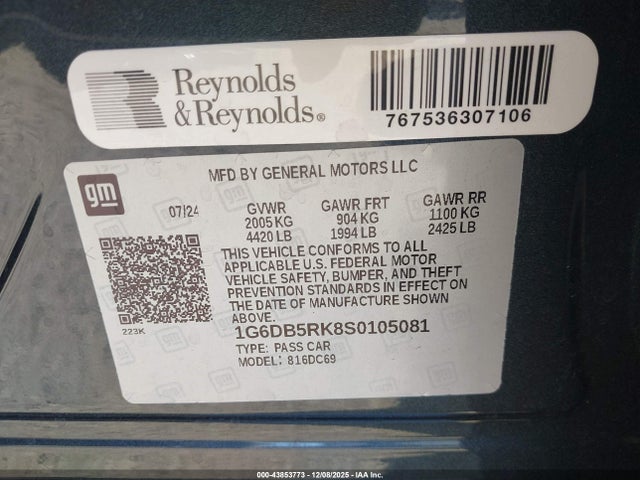 Reynolds
& Reynolds®
767536307106
gm
MFD BY GENERAL MOTORS LLC
07/24
GVWR
2005 KG
4420 LB
GAWR FRT
904 KG
1994 LB
GAWR RR
1100 KG
2425 LB
THIS VEHICLE CONFORMS TO ALL
APPLICABLE U.S. FEDERAL MOTOR
VEHICLE SAFETY, BUMPER, AND THEFT
PREVENTION STANDARDS IN EFFECT ON
THE DATE OF MANUFACTURE SHOWN
ABOVE.
223K
1G6DB5RK8S0105081
TYPE: PASS CAR
MODEL: 816DC69
000-43853773 - 12/08/2025 - IAA Inc.